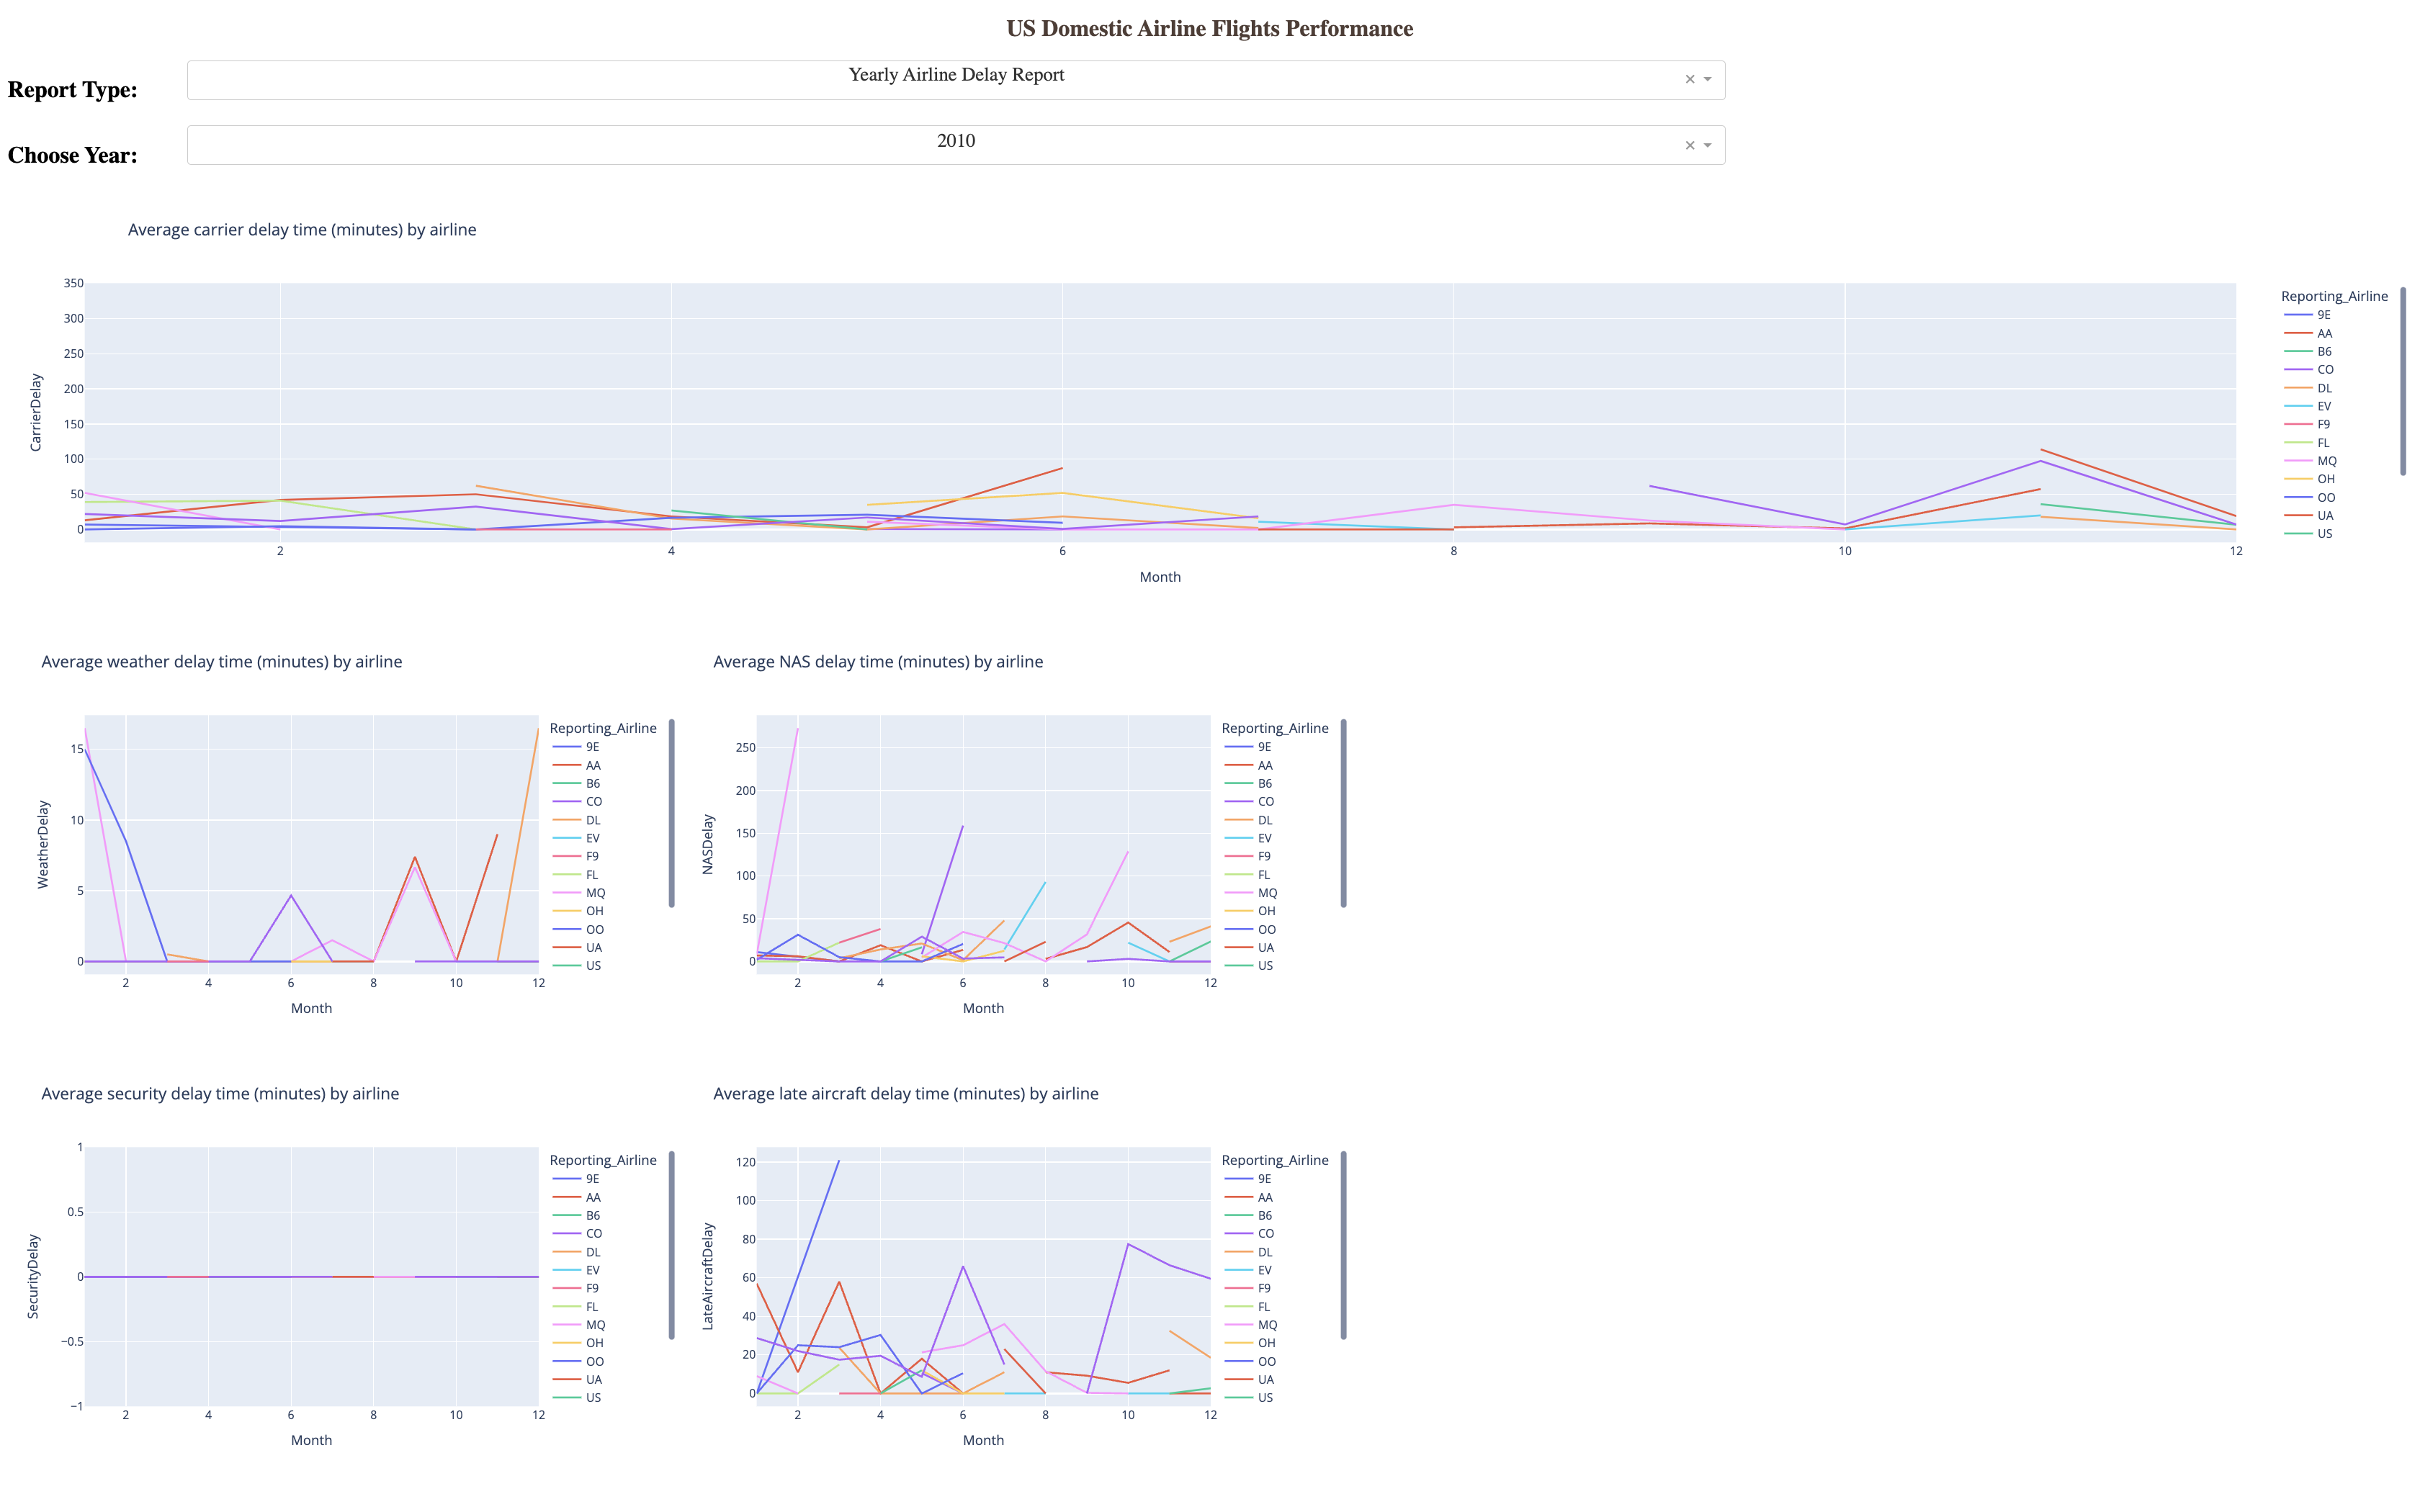 US Domestic Airline Flights Performance
Report Type:
Yearly Airline Delay Report
Choose Year:
2010
Average carrier delay time (minutes) by airline
350
300
250
200
150
100
50
0
CarrierDelay
2 4 6 8 10 12
Month
Reporting_Airline
9E
AA
B6
CO
DL
EV
F9
FL
MQ
OH
OO
UA
US
Average weather delay time (minutes) by airline
15
10
5
0
WeatherDelay
2 4 6 8 10 12
Month
Reporting_Airline
9E
AA
B6
CO
DL
EV
F9
FL
MQ
OH
OO
UA
US
Average NAS delay time (minutes) by airline
250
200
150
100
50
0
NASDelay
2 4 6 8 10 12
Month
Reporting_Airline
9E
AA
B6
CO
DL
EV
F9
FL
MQ
OH
OO
UA
US
Average security delay time (minutes) by airline
1
0.5
0
−0.5
−1
SecurityDelay
2 4 6 8 10 12
Month
Reporting_Airline
9E
AA
B6
CO
DL
EV
F9
FL
MQ
OH
OO
UA
US
Average late aircraft delay time (minutes) by airline
120
100
80
60
40
20
0
LateAircraftDelay
2 4 6 8 10 12
Month
Reporting_Airline
9E
AA
B6
CO
DL
EV
F9
FL
MQ
OH
OO
UA
US